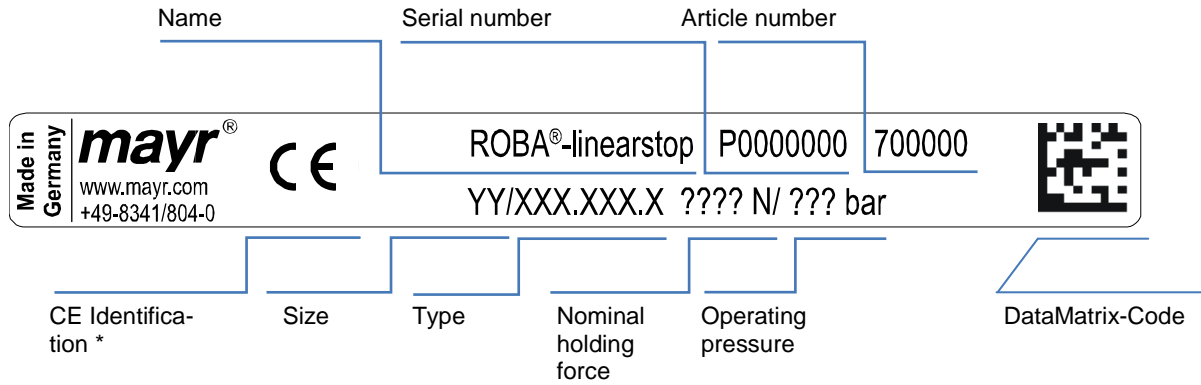 Name
Serial number
Article number
Made in
Germany
mayr®
www.mayr.com
+49-8341/804-0
CE
ROBA®-linearstop P0000000 700000
YY/XXX.XXX.X ???? N/ ??? bar
CE Identifica-
tion *
Size
Type
Nominal
holding
force
Operating
pressure
DataMatrix-Code